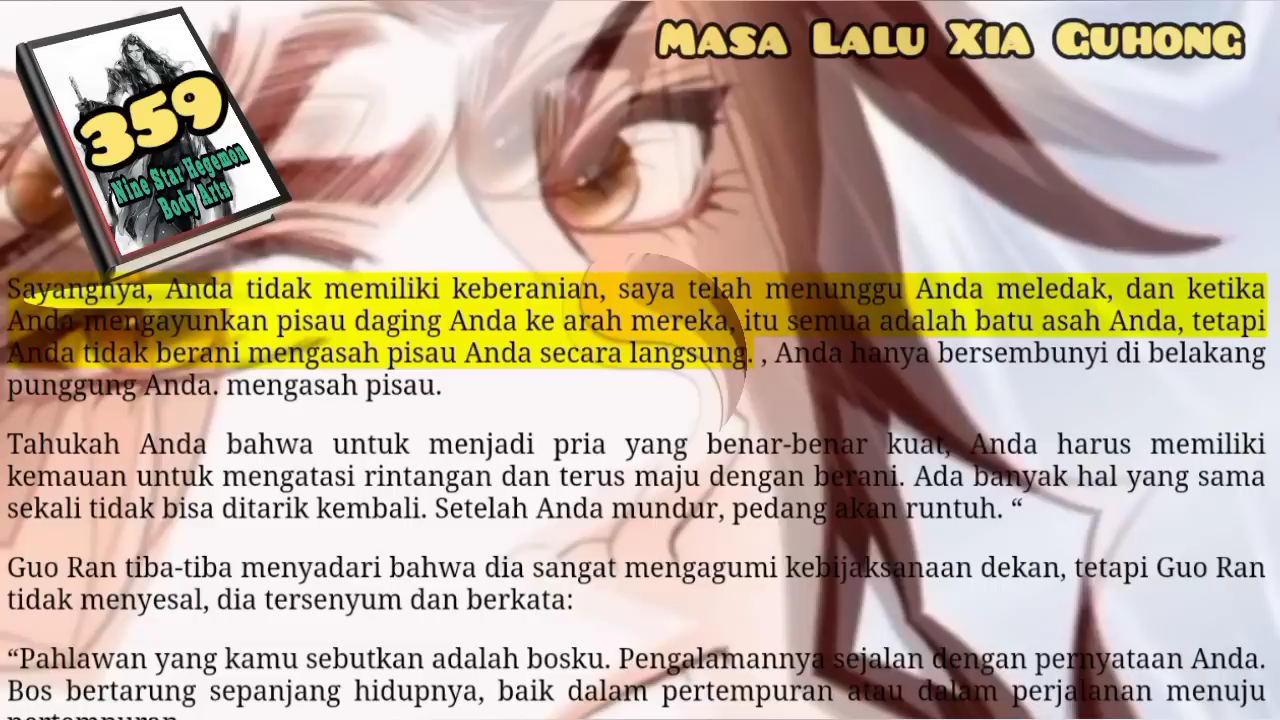 Masa Lalu Xia Guhong
359
Nine Star Hegemon
Body Arts
Sayangnya, Anda tidak memiliki keberanian, saya telah menunggu Anda meledak, dan ketika
Anda mengayunkan pisau daging Anda ke arah mereka, itu semua adalah batu asah Anda, tetapi
Anda tidak berani mengasah pisau Anda secara langsung. , Anda hanya bersembunyi di belakang
punggung Anda. mengasah pisau.
Tahukah Anda bahwa untuk menjadi pria yang benar-benar kuat, Anda harus memiliki
kemauan untuk mengatasi rintangan dan terus maju dengan berani. Ada banyak hal yang sama
sekali tidak bisa ditarik kembali. Setelah Anda mundur, pedang akan runtuh. “
Guo Ran tiba-tiba menyadari bahwa dia sangat mengagumi kebijaksanaan dekan, tetapi Guo Ran
tidak menyesal, dia tersenyum dan berkata:
“Pahlawan yang kamu sebutkan adalah bosku. Pengalamannya sejalan dengan pernyataan Anda.
Bos bertarung sepanjang hidupnya, baik dalam pertempuran atau dalam perjalanan menuju